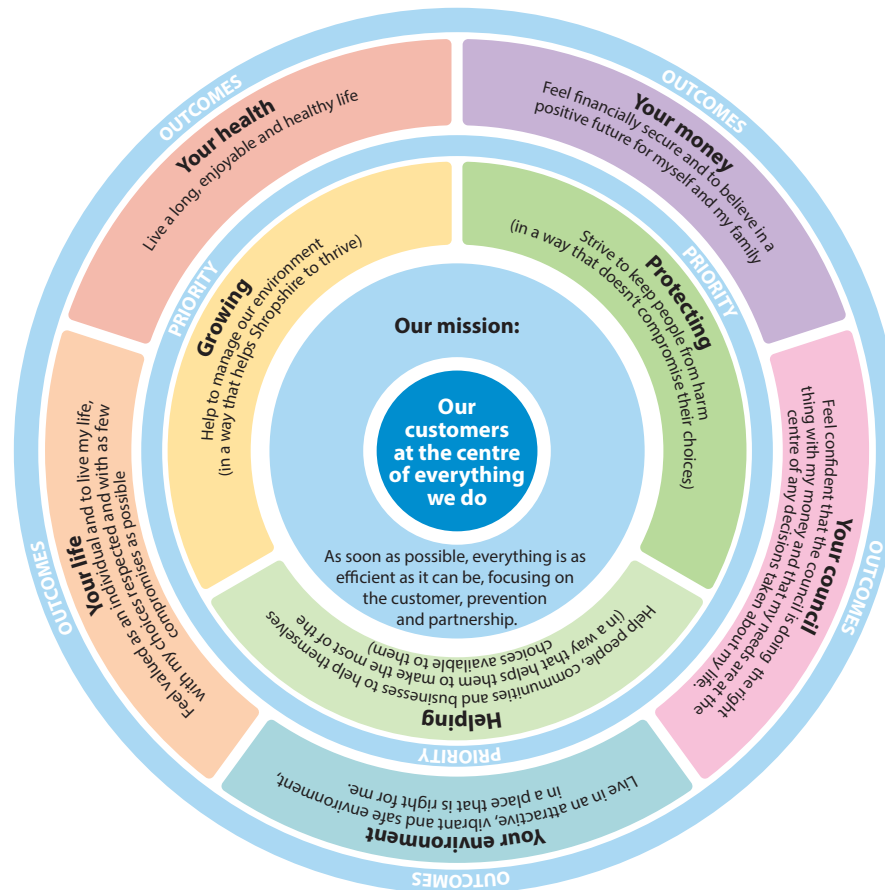 OUTCOMES
Your health
Live a long, enjoyable and healthy life
OUTCOMES
Your money
Feel financially secure and to believe in a
positive future for myself and my family
PRIORITY
Growing
Help to manage our environment
(in a way that helps Shropshire to thrive)
PRIORITY
Protecting
Strive to keep people from harm
(in a way that doesn't compromise their choices)
Our mission:
Our
customers
at the centre
of everything
we do
As soon as possible, everything is as
efficient as it can be, focusing on
the customer, prevention
and partnership.
OUTCOMES
Your life
Feel valued as an individual and to live my life,
with my choices respected and with as few
compromises as possible
OUTCOMES
Your council
Feel confident that the council is doing the right
thing with my money and that my needs are at the
centre of any decisions taken about my life.
Helping
Help people, communities and businesses to help themselves
(in a way that helps them to make the most of the
choices available to them)
PRIORITY
Your environment
Live in an attractive, vibrant and safe environment,
in a place that is right for me.
OUTCOMES